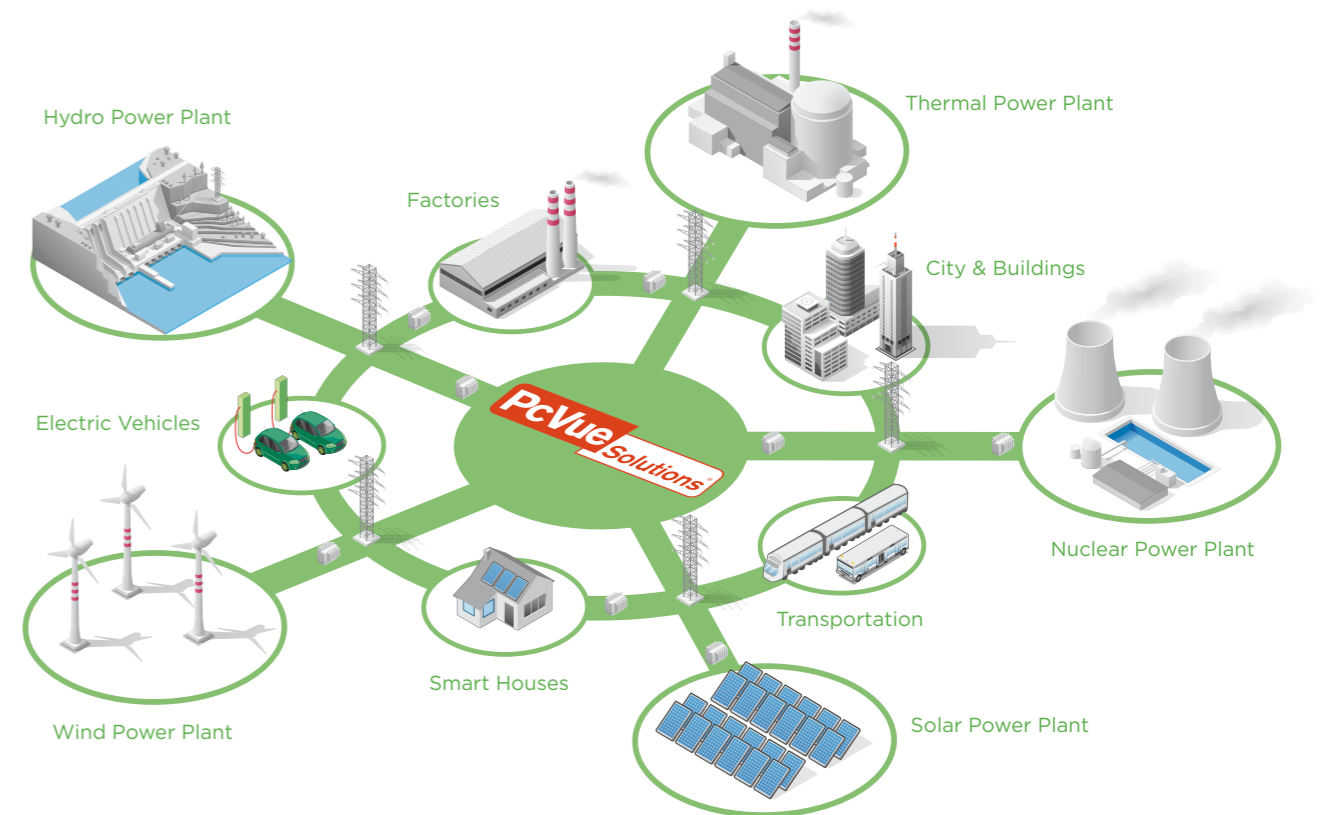 Thermal Power Plant
Hydro Power Plant
Factories
City & Buildings
PcVue
Solutions®
Electric Vehicles
Nuclear Power Plant
Transportation
Smart Houses
Solar Power Plant
Wind Power Plant